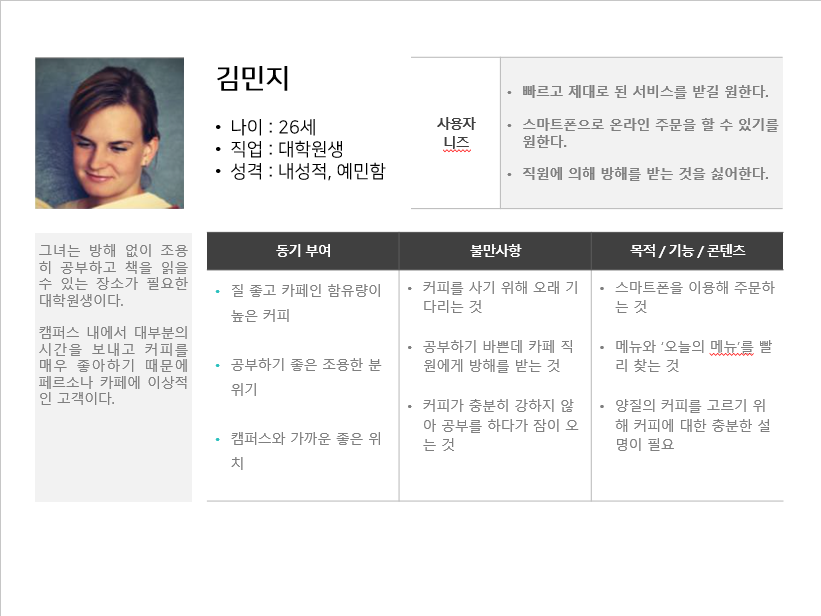 김민지
• 나이 : 26세
• 직업 : 대학원생
• 성격 : 내성적, 예민함
사용자
니즈
• 빠르고 제대로 된 서비스를 받길 원한다.
• 스마트폰으로 온라인 주문을 할 수 있기를
원한다.
• 직원에 의해 방해를 받는 것을 싫어한다.
그녀는 방해 없이 조용
히 공부하고 책을 읽을
수 있는 장소가 필요한
대학원생이다.
캠퍼스 내에서 대부분의
시간을 보내고 커피를
매우 좋아하기 때문에
페르소나 카페에 이상적
인 고객이다.
동기 부여
• 질 좋고 카페인 함유량이
높은 커피
• 공부하기 좋은 조용한 분
위기
• 캠퍼스와 가까운 좋은 위
치
불만사항
• 커피를 사기 위해 오래 기
다리는 것
• 공부하기 바쁜데 카페 직
원에게 방해를 받는 것
• 커피가 충분히 강하지 않
아 공부를 하다가 잠이 오
는 것
목적 / 기능 / 콘텐츠
• 스마트폰을 이용해 주문하
는 것
• 메뉴와 ‘오늘의 메뉴’를 빨
리 찾는 것
• 양질의 커피를 고르기 위
해 커피에 대한 충분한 설
명이 필요